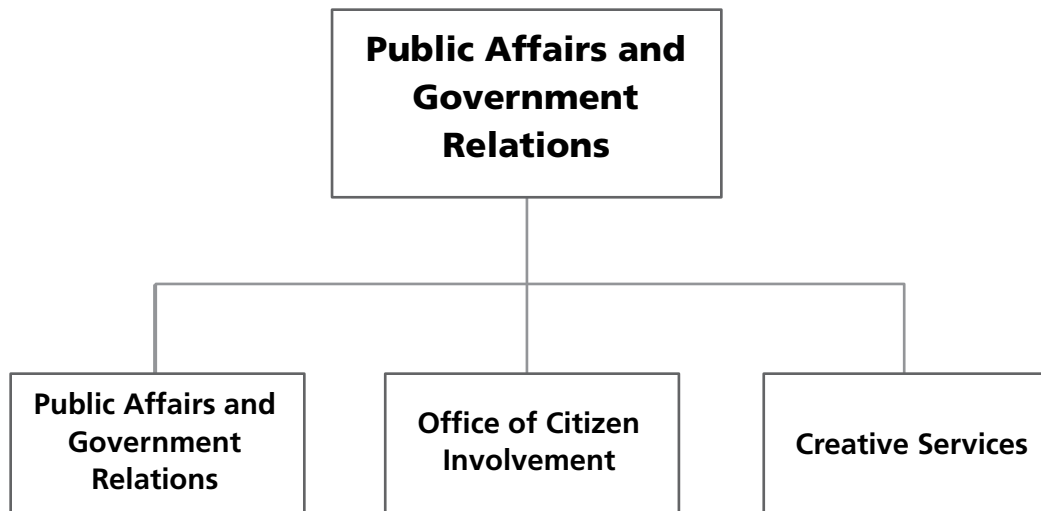 Public Affairs and
Government
Relations
Public Affairs and
Government
Relations
Office of Citizen
Involvement
Creative Services